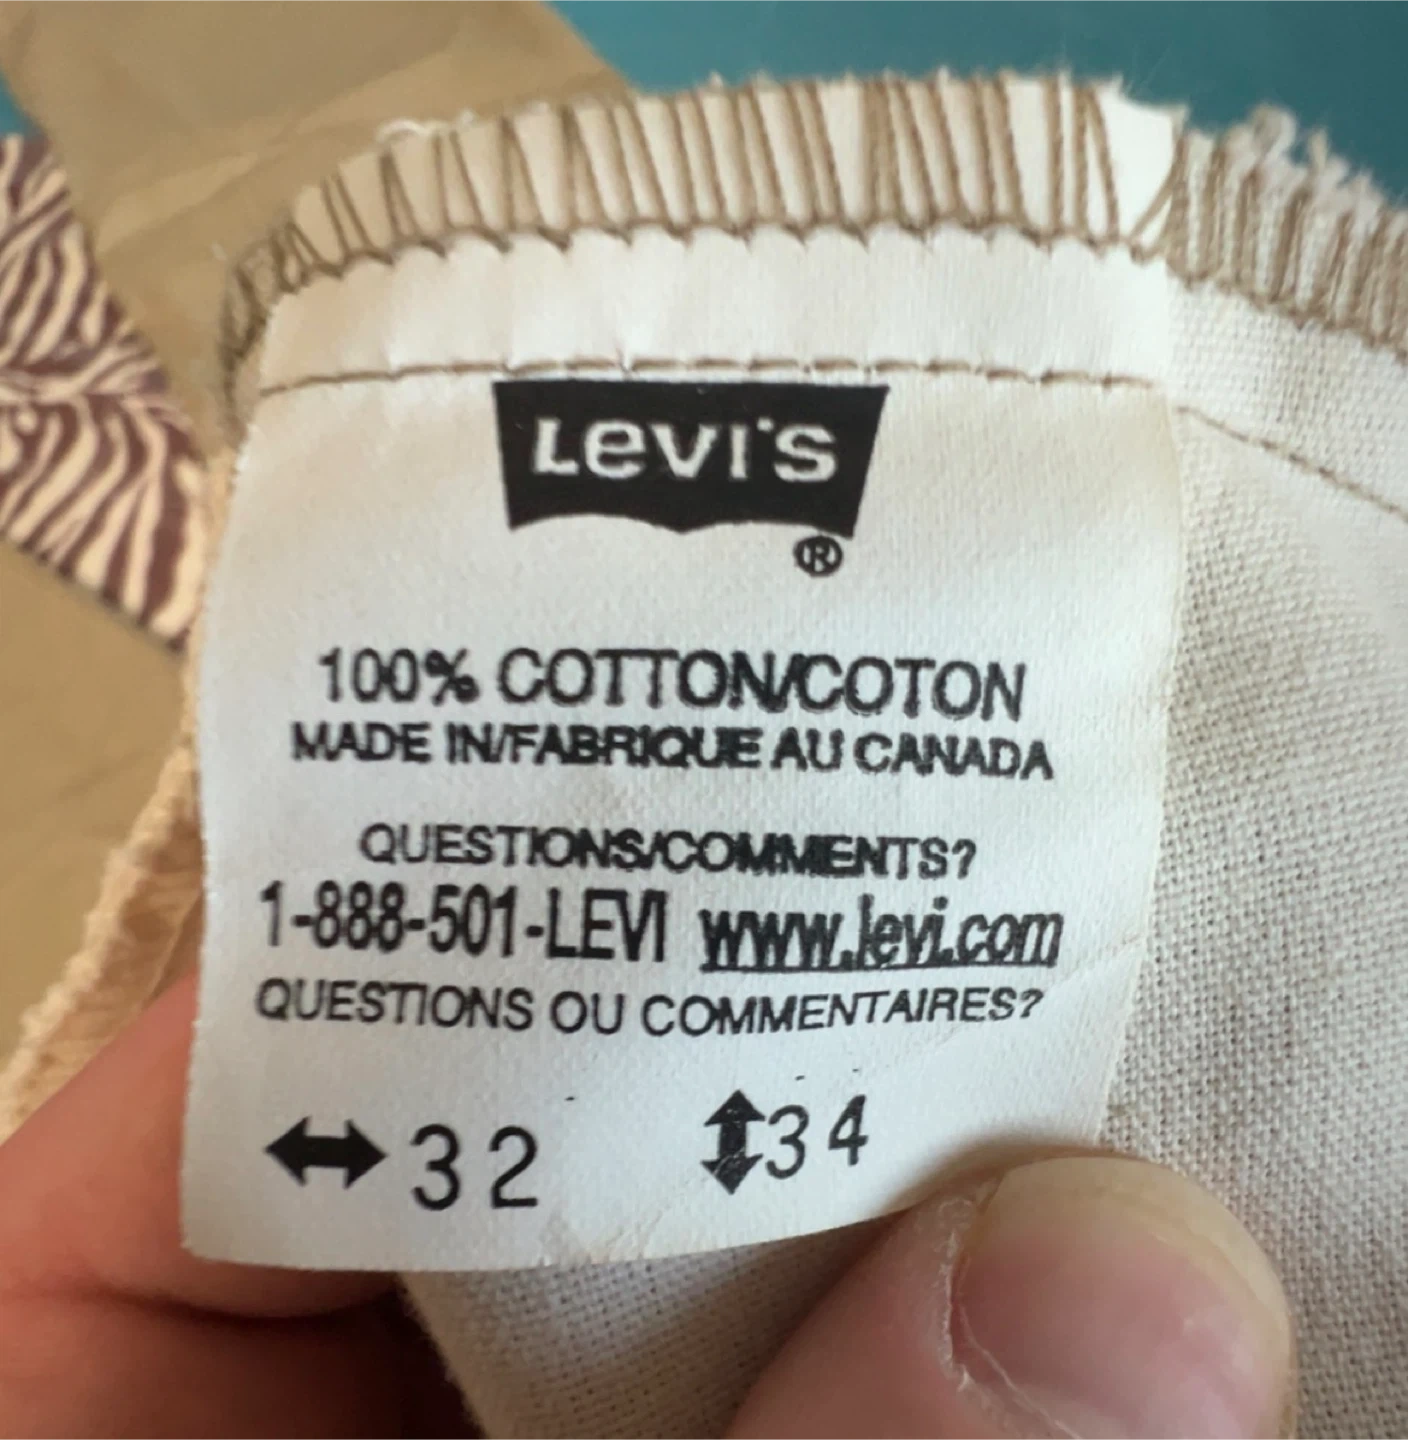 Levi's
®
100% COTTON/COTON
MADE IN/FABRIQUE AU CANADA
QUESTIONS/COMMENTS?
1-888-501-LEVI www.levi.com
QUESTIONS OU COMMENTAIRES?
↔ 32 ↕ 34